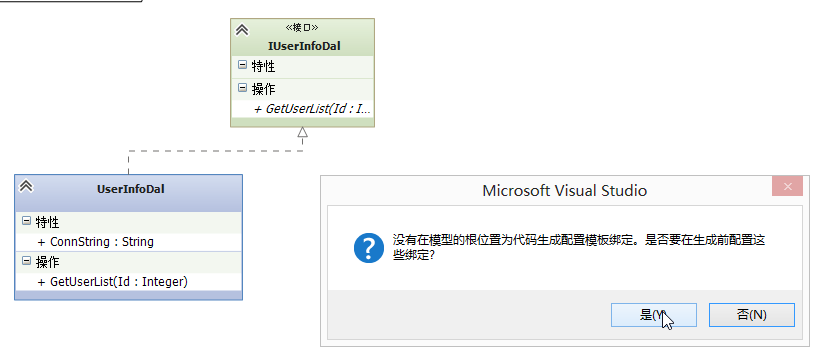 «接口»
IUserInfoDal
特性
操作
+ GetUserList(Id : I...
UserInfoDal
特性
+ ConnString : String
操作
+ GetUserList(Id : Integer)
Microsoft Visual Studio
没有在模型的根位置为代码生成配置模板绑定。是否要在生成前配置这
些绑定?
是(Y)
否(N)